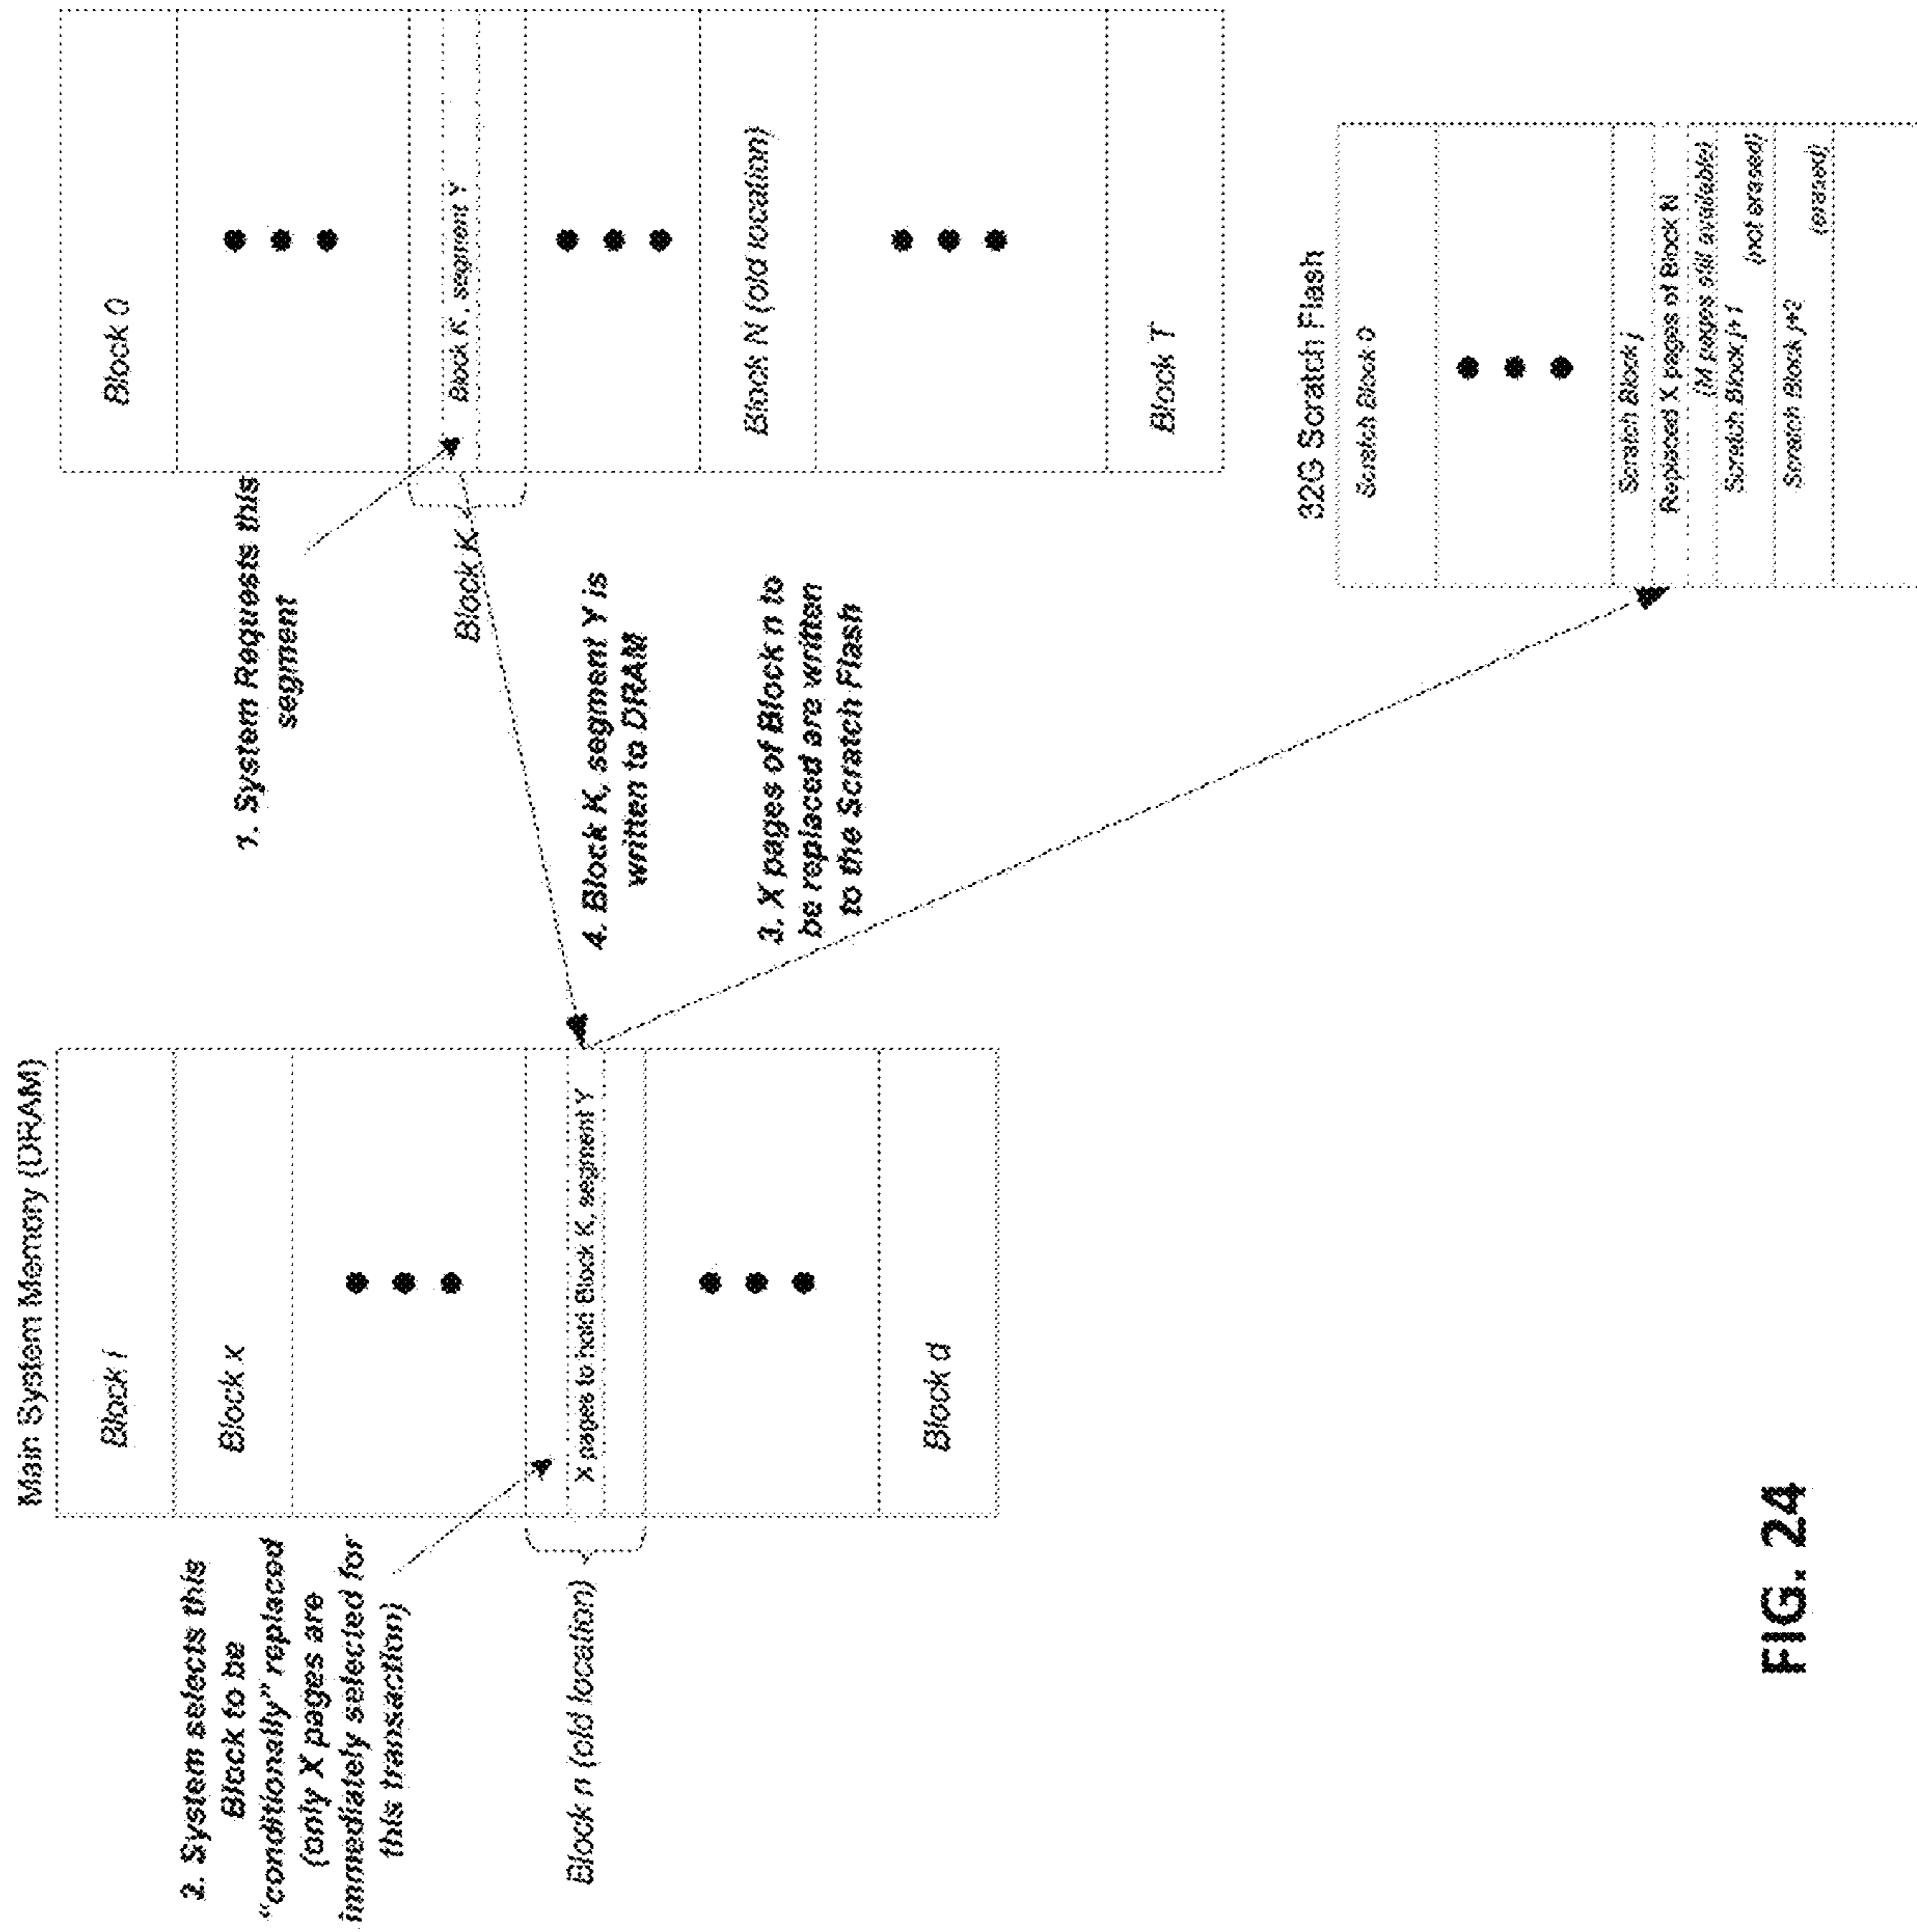 Main System Memory (DRAM)
Block i
Block x
X pages to hold Block K, segment Y
Block d
2. System selects this
Block to be
"conditionally" replaced
(only X pages are
immediately selected for
this transaction)
Block n (old location)
1. System Requests this
segment
Block K
4. Block K, segment Y is
written to DRAM
3. X pages of Block n to
be replaced are written
to the Scratch Flash
Block 0
Block K, segment Y
Block N (old location)
Block T
32G Scratch Flash
Scratch Block 0
Scratch Block j
Replaced X pages of Block N
(M pages still available)
Scratch Block j+1 (not erased)
Scratch Block j+2 (erased)
FIG. 24